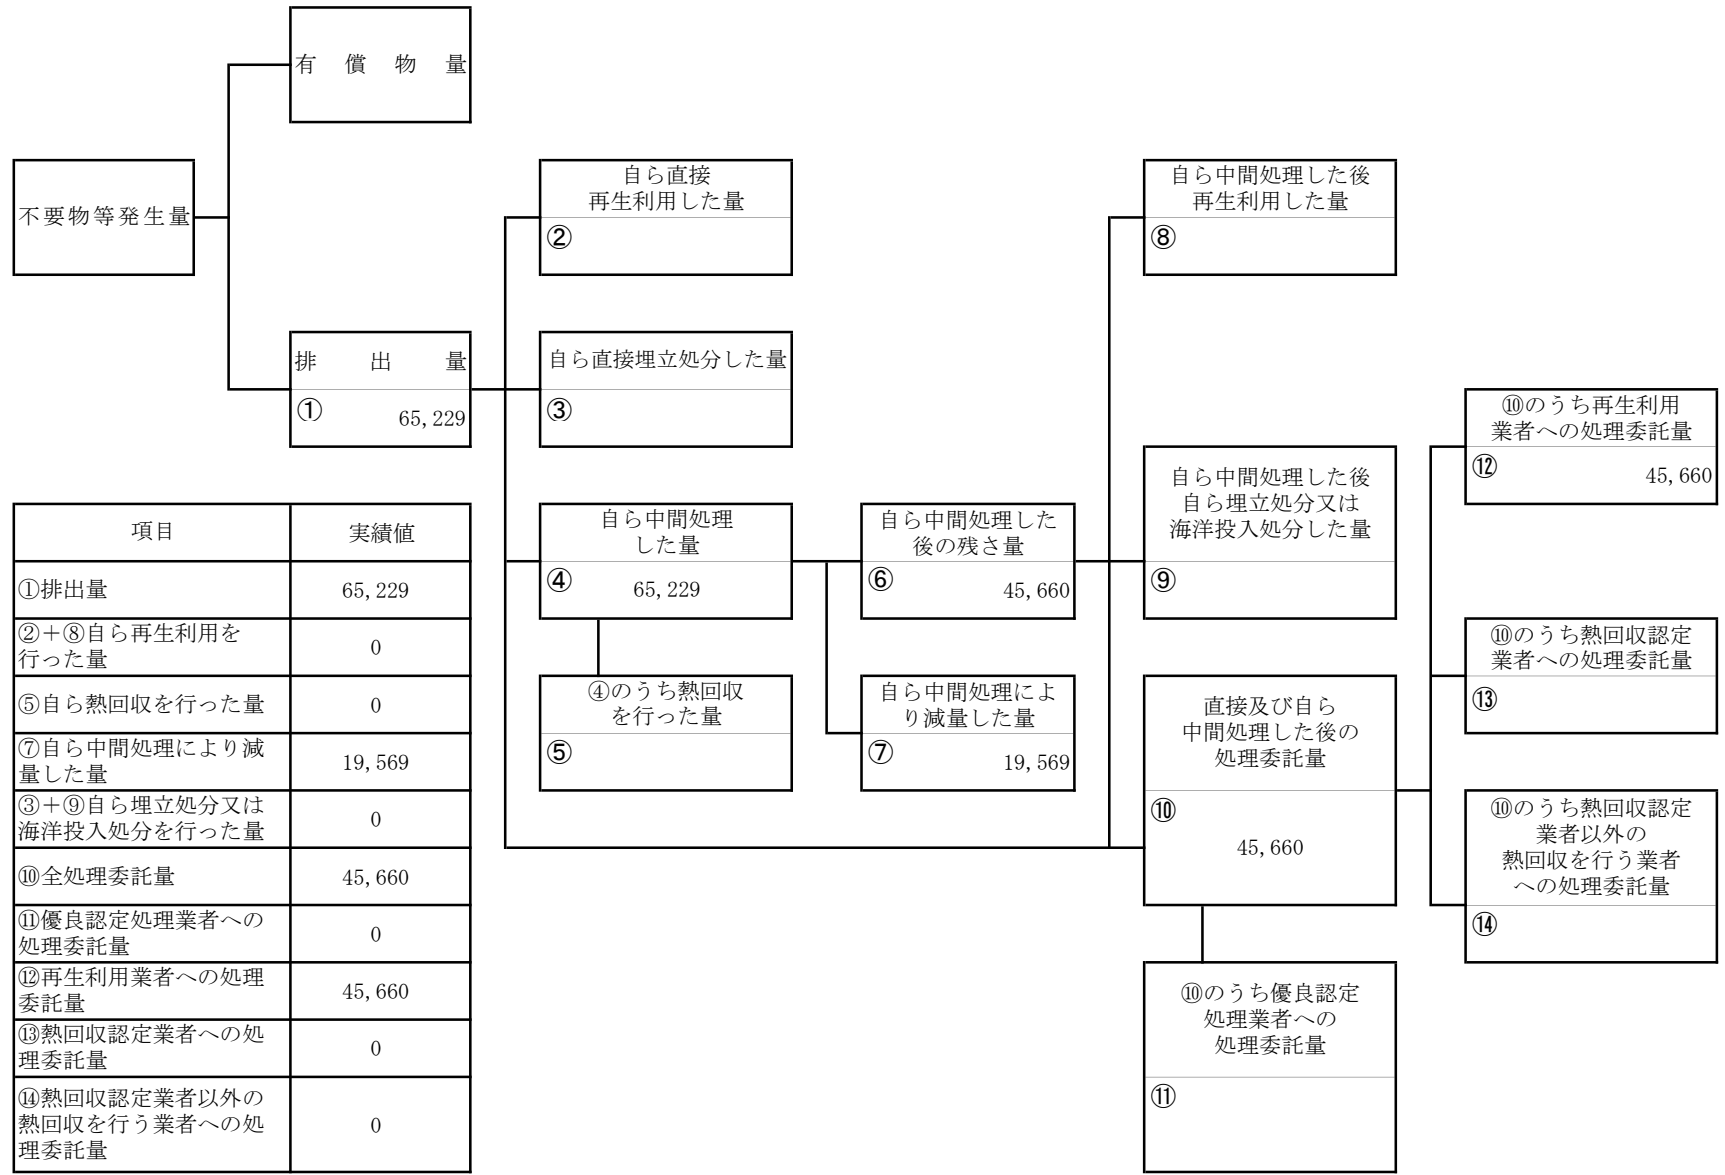 有償物量
不要物等発生量
自ら直接
再生利用した量
②
自ら中間処理した後
再生利用した量
⑧
排出量
① 65,229
自ら直接埋立処分した量
③
⑩のうち再生利用
業者への処理委託量
⑫ 45,660
自ら中間処理した後
自ら埋立処分又は
海洋投入処分した量
⑨
自ら中間処理
した量
④ 65,229
自ら中間処理した
後の残さ量
⑥ 45,660
⑩のうち熱回収認定
業者への処理委託量
⑬
④のうち熱回収
を行った量
⑤
自ら中間処理によ
り減量した量
⑦ 19,569
直接及び自ら
中間処理した後の
処理委託量
⑩
45,660
⑩のうち熱回収認定
業者以外の
熱回収を行う業者
への処理委託量
⑭
⑩のうち優良認定
処理業者への
処理委託量
⑪
項目 実績値
①排出量 65,229
②＋⑧自ら再生利用を
行った量 0
⑤自ら熱回収を行った量 0
⑦自ら中間処理により減
量した量 19,569
③＋⑨自ら埋立処分又は
海洋投入処分を行った量 0
⑩全処理委託量 45,660
⑪優良認定処理業者への
処理委託量 0
⑫再生利用業者への処理
委託量 45,660
⑬熱回収認定業者への処
理委託量 0
⑭熱回収認定業者以外の
熱回収を行う業者への処
理委託量 0